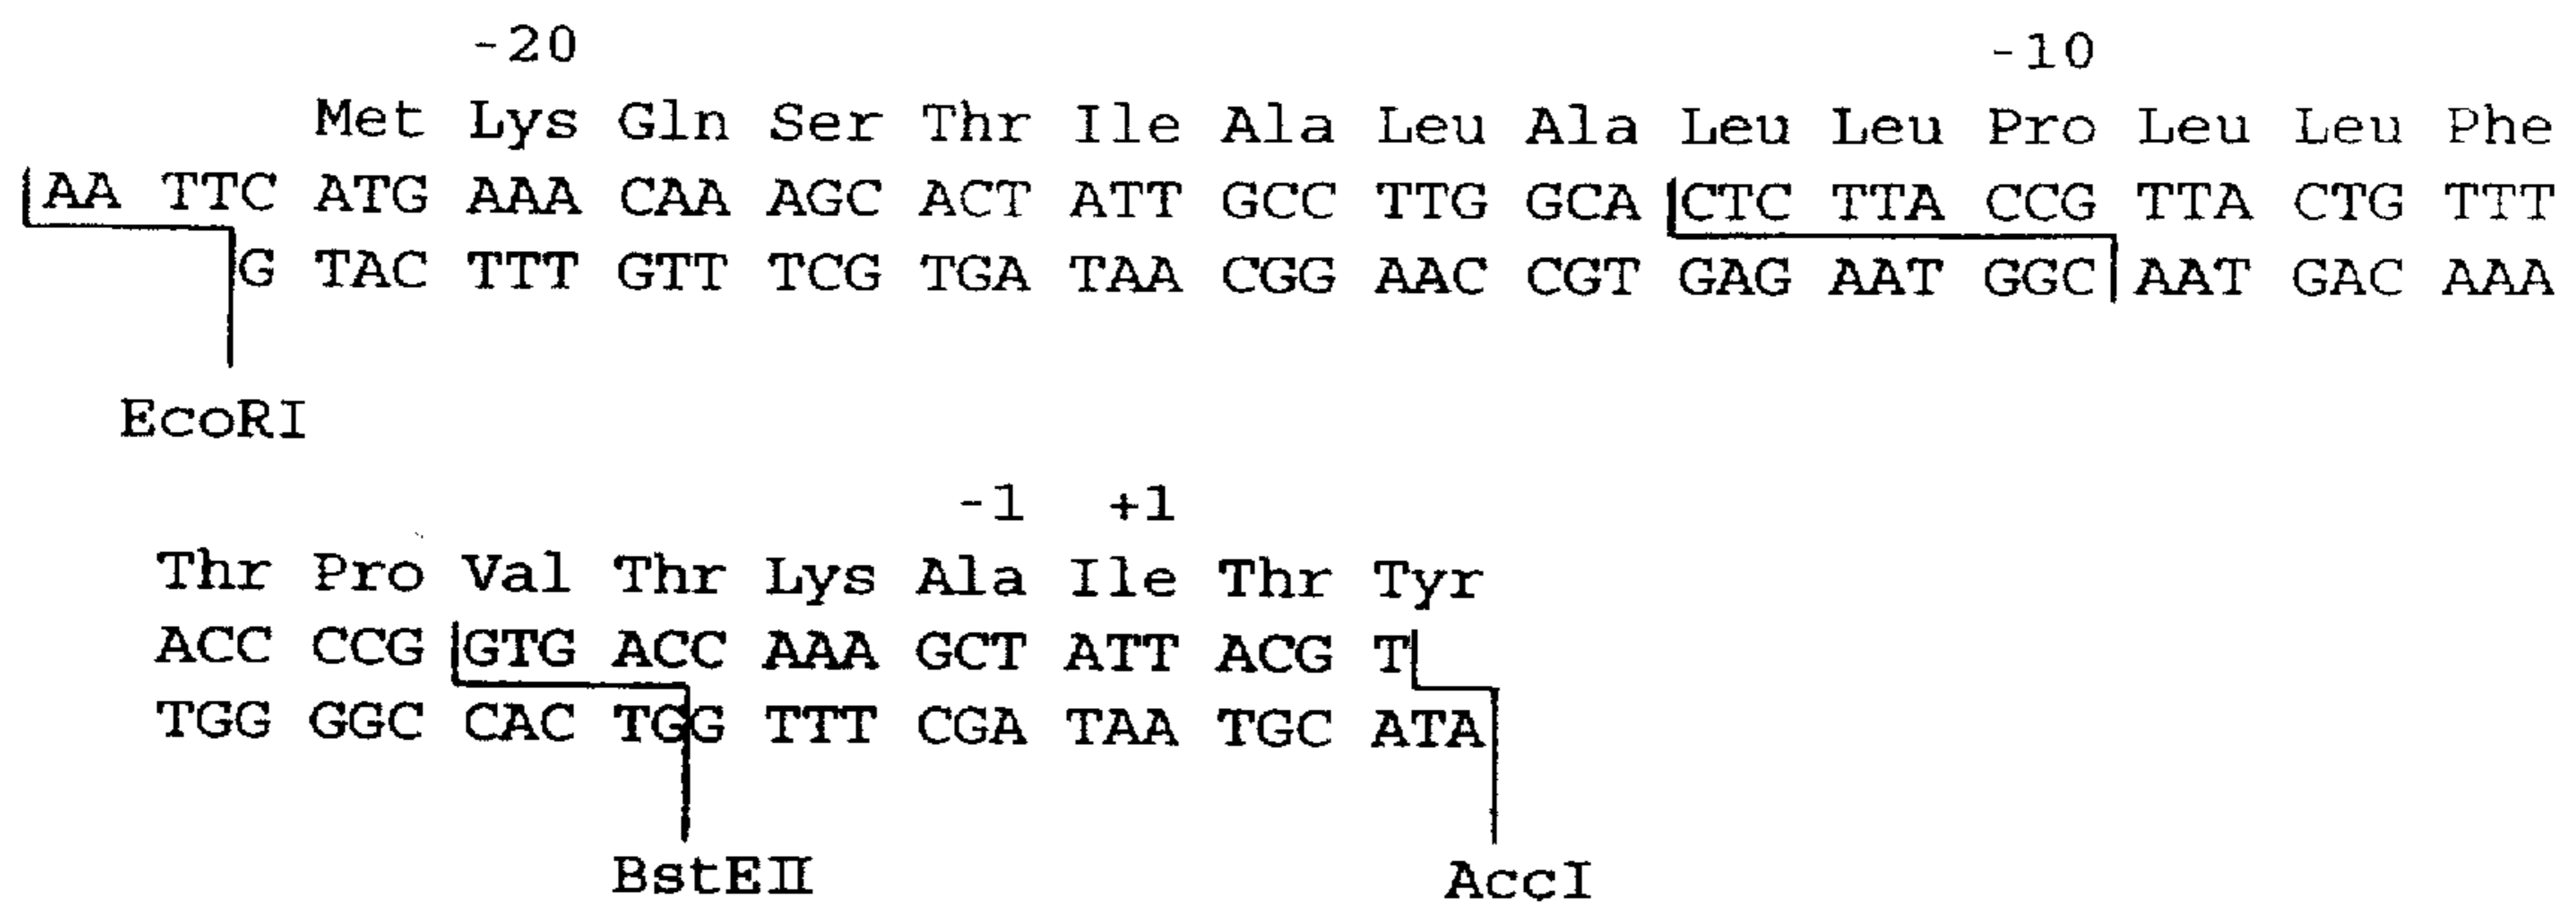 -20 -10
Met Lys Gln Ser Thr Ile Ala Leu Ala Leu Leu Pro Leu Leu Phe
AA TTC ATG AAA CAA AGC ACT ATT GCC TTG GCA CTC TTA CCG TTA CTG TTT
G TAC TTT GTT TCG TGA TAA CGG AAC CGT GAG AAT GGC AAT GAC AAA
EcoRI
-1 +1
Thr Pro Val Thr Lys Ala Ile Thr Tyr
ACC CCG GTG ACC AAA GCT ATT ACG T
TGG GGC CAC TGG TTT CGA TAA TGC ATA
BstEII AccI